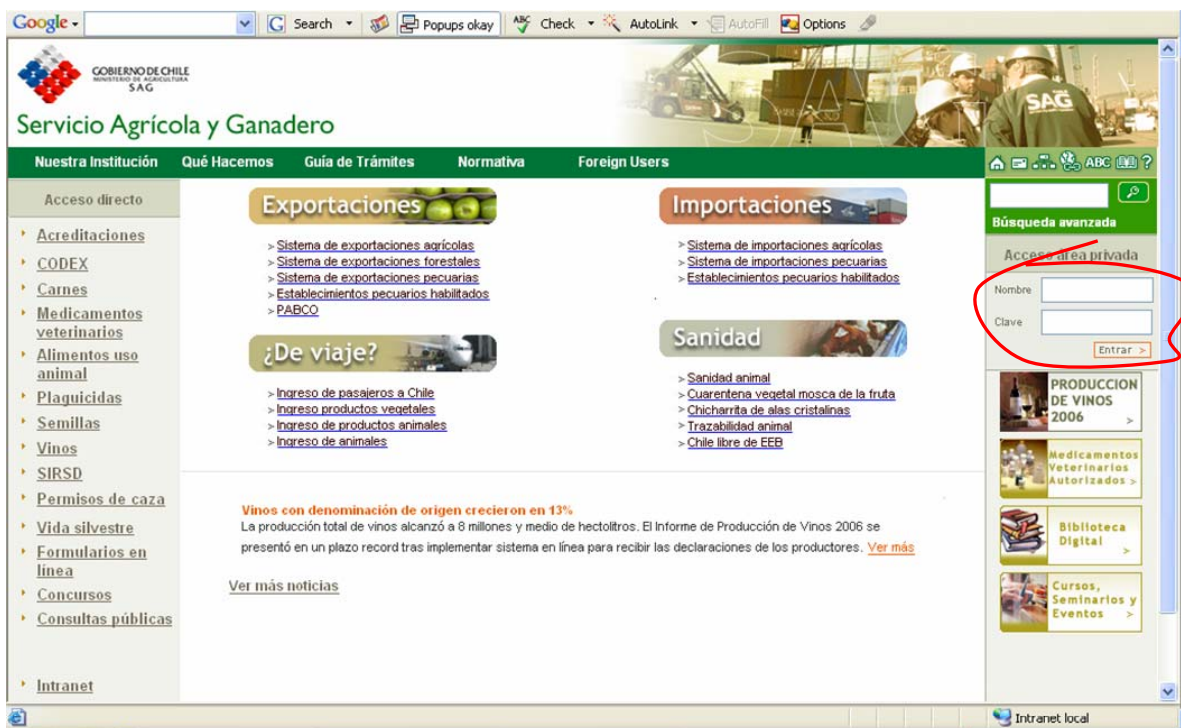 Google
Search
Popups okay
ABC
Check
AutoLink
AutoFill
Options
GOBIERNO DE CHILE
MINISTERIO DE AGRICULTURA
SAG
Servicio Agrícola y Ganadero
SAG
SAG
Nuestra Institución Qué Hacemos Guía de Trámites Normativa Foreign Users
ABC ?
Acceso directo
Acreditaciones
CODEX
Carnes
Medicamentos
veterinarios
Alimentos uso
animal
Plaguicidas
Semillas
Vinos
SIRSD
Permisos de caza
Vida silvestre
Formularios en
línea
Concursos
Consultas públicas
Intranet
Exportaciones
> Sistema de exportaciones agrícolas
> Sistema de exportaciones forestales
> Sistema de exportaciones pecuarias
> Establecimientos pecuarios habilitados
> PABCO
Importaciones
> Sistema de importaciones agrícolas
> Sistema de importaciones pecuarias
> Establecimientos pecuarios habilitados
¿De viaje?
> Ingreso de pasajeros a Chile
> Ingreso productos vegetales
> Ingreso de productos animales
> Ingreso de animales
Sanidad
> Sanidad animal
> Cuarentena vegetal mosca de la fruta
> Chicharrita de alas cristalinas
> Trazabilidad animal
> Chile libre de EEB
Vinos con denominación de origen crecieron en 13%
La producción total de vinos alcanzó a 8 millones y medio de hectolitros. El Informe de Producción de Vinos 2006 se
presentó en un plazo record tras implementar sistema en línea para recibir las declaraciones de los productores. Ver más
Ver más noticias
Búsqueda avanzada
Acceso área privada
Nombre
Clave
Entrar >
PRODUCCION
DE VINOS
2006 >
Medicamentos
Veterinarios
Autorizados >
Biblioteca
Digital
>
Cursos,
Seminarios y
Eventos >
Intranet local